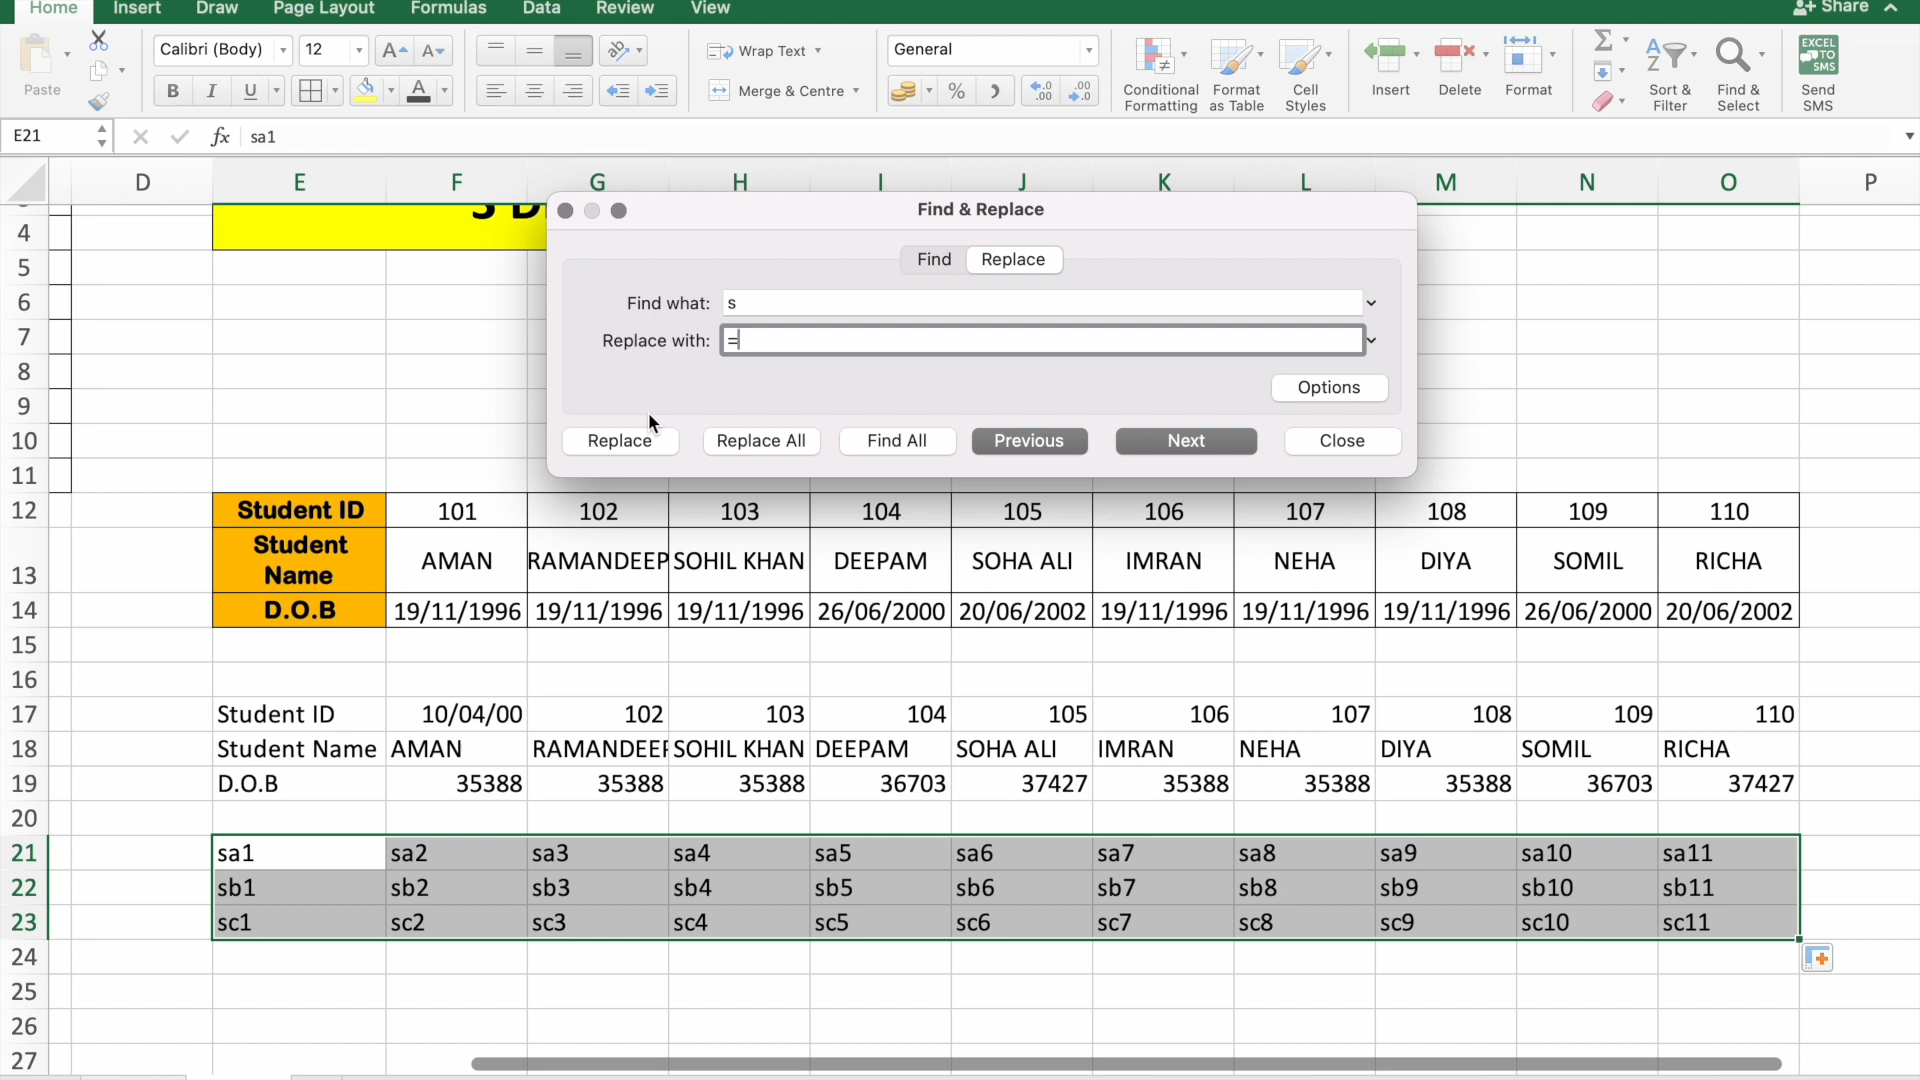 Home Insert Draw Page Layout Formulas Data Review View Share
Calibri (Body) 12 Wrap Text General
Paste B I U A Merge & Centre % Conditional Formatting Format as Table Cell Styles Insert Delete Format Sort & Filter Find & Select Send SMS
EXCEL TO SMS
E21 fx sa1
D E F G H I J K L M N O P
Find & Replace
Find Replace
Find what: s
Replace with: =
Options
Replace Replace All Find All Previous Next Close
4
5
6
7
8
9
10
11
12 Student ID 101 102 103 104 105 106 107 108 109 110
13 Student Name AMAN RAMANDEEP SOHIL KHAN DEEPAM SOHA ALI IMRAN NEHA DIYA SOMIL RICHA
14 D.O.B 19/11/1996 19/11/1996 19/11/1996 26/06/2000 20/06/2002 19/11/1996 19/11/1996 19/11/1996 26/06/2000 20/06/2002
15
16
17 Student ID 10/04/00 102 103 104 105 106 107 108 109 110
18 Student Name AMAN RAMANDEEP SOHIL KHAN DEEPAM SOHA ALI IMRAN NEHA DIYA SOMIL RICHA
19 D.O.B 35388 35388 35388 36703 37427 35388 35388 35388 36703 37427
20
21 sa1 sa2 sa3 sa4 sa5 sa6 sa7 sa8 sa9 sa10 sa11
22 sb1 sb2 sb3 sb4 sb5 sb6 sb7 sb8 sb9 sb10 sb11
23 sc1 sc2 sc3 sc4 sc5 sc6 sc7 sc8 sc9 sc10 sc11
24
25
26
27